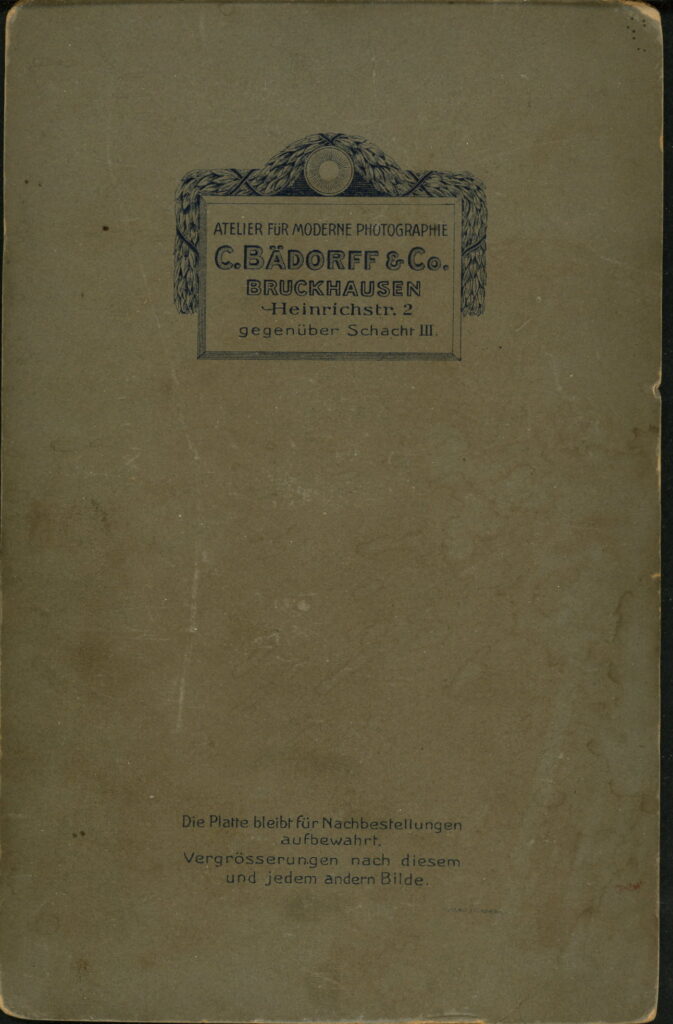 ATELIER FÜR MODERNE PHOTOGRAPHIE
C. BÄDORFF & Co.
BRUCKHAUSEN
Heinrichstr. 2
gegenüber Schacht III.
Die Platte bleibt für Nachbestellungen
aufbewahrt.
Vergrösserungen nach diesem
und jedem andern Bilde.